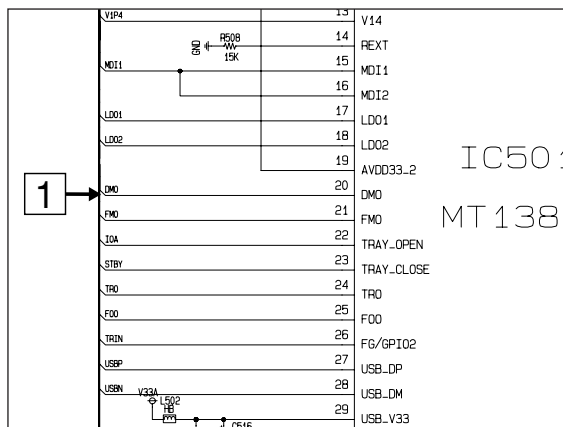 V1P4 13 V14
GND R508 15K 14 REXT
MDI1 15 MDI1
16 MDI2
LDO1 17 LDO1
LDO2 18 LDO2
19 AVDD33_2
1 DMO 20 DMO
FMO 21 FMO
IOA 22 TRAY_OPEN
STBY 23 TRAY_CLOSE
TRO 24 TRO
FOO 25 FOO
TRIN 26 FG/GPIO2
USBP 27 USB_DP
USBN 28 USB_DM
V33A L502
HB 29 USB_V33
C516
IC501
MT138